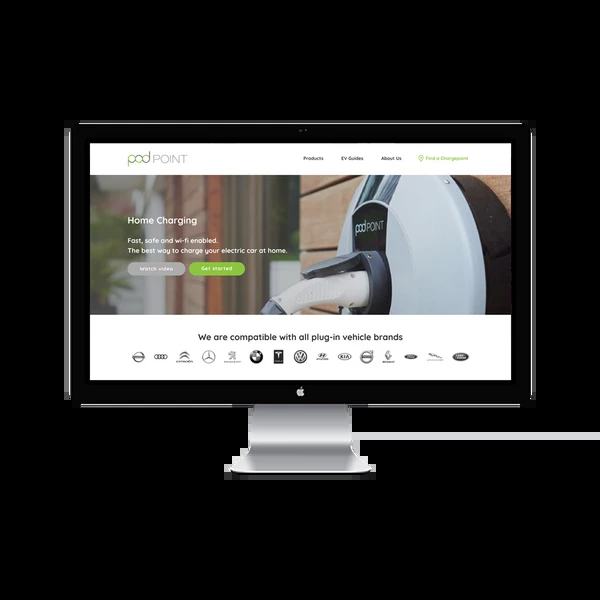 pod POINT
Products EV Guides About Us Find a Chargepoint
Home Charging
Fast, safe and wi-fi enabled.
The best way to charge your electric car at home.
Watch video Get started
pod POINT
We are compatible with all plug-in vehicle brands
KIA